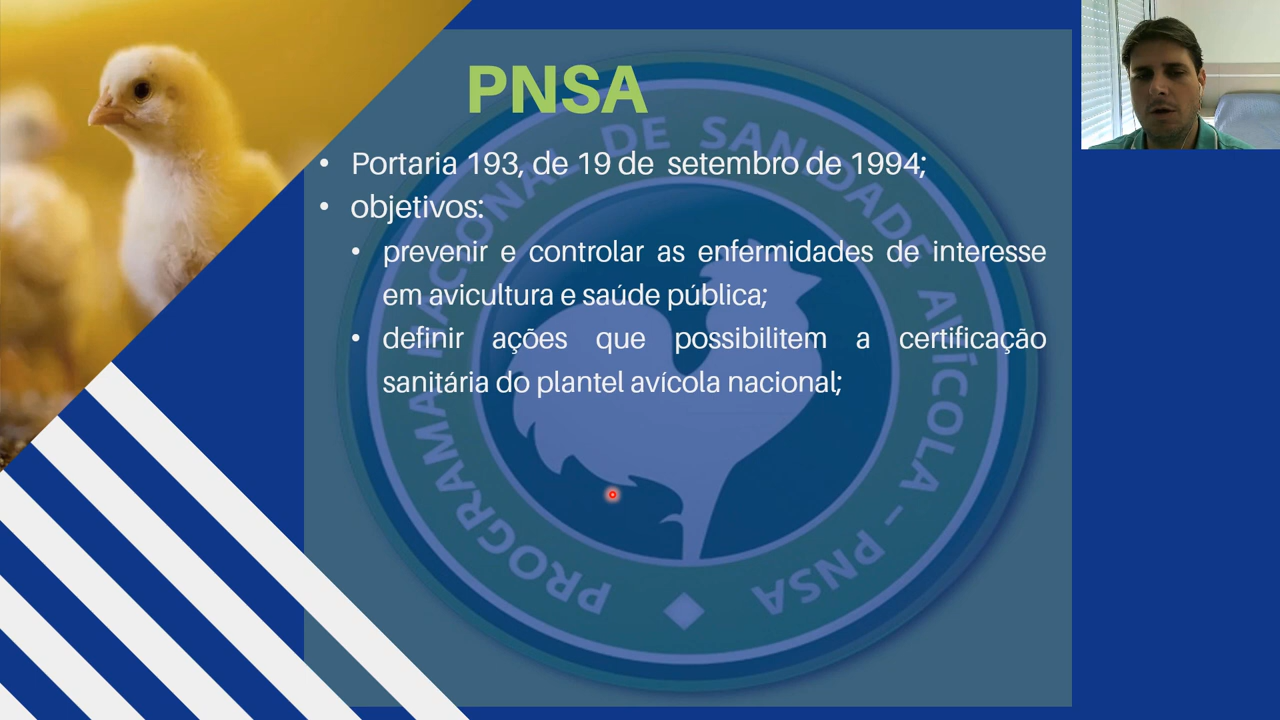 PNSA
• Portaria 193, de 19 de setembro de 1994;
• objetivos:
• prevenir e controlar as enfermidades de interesse
em avicultura e saúde pública;
• definir ações que possibilitem a certificação
sanitária do plantel avícola nacional;
PROGRAMA NACIONAL DE SANIDADE AVÍCOLA – PNSA